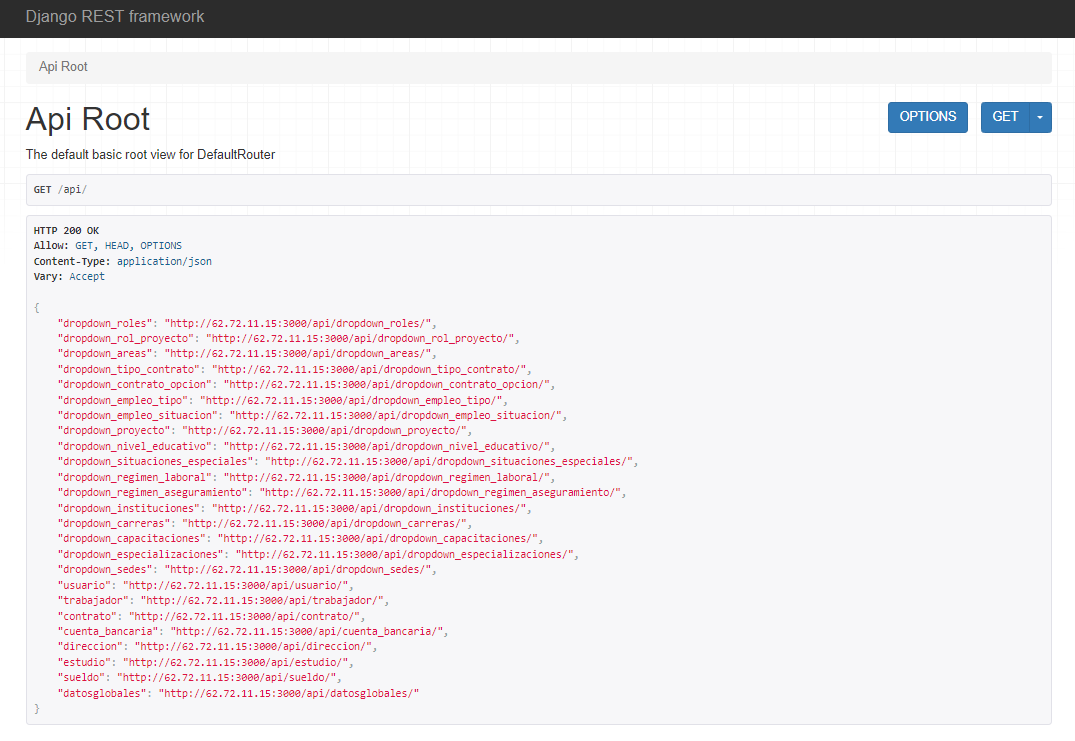 Django REST framework
Api Root
Api Root
OPTIONS
GET
The default basic root view for DefaultRouter
GET /api/
HTTP 200 OK
Allow: GET, HEAD, OPTIONS
Content-Type: application/json
Vary: Accept
{
    "dropdown_roles": "http://62.72.11.15:3000/api/dropdown_roles/",
    "dropdown_rol_proyecto": "http://62.72.11.15:3000/api/dropdown_rol_proyecto/",
    "dropdown_areas": "http://62.72.11.15:3000/api/dropdown_areas/",
    "dropdown_tipo_contrato": "http://62.72.11.15:3000/api/dropdown_tipo_contrato/",
    "dropdown_contrato_opcion": "http://62.72.11.15:3000/api/dropdown_contrato_opcion/",
    "dropdown_empleo_tipo": "http://62.72.11.15:3000/api/dropdown_empleo_tipo/",
    "dropdown_empleo_situacion": "http://62.72.11.15:3000/api/dropdown_empleo_situacion/",
    "dropdown_proyecto": "http://62.72.11.15:3000/api/dropdown_proyecto/",
    "dropdown_nivel_educativo": "http://62.72.11.15:3000/api/dropdown_nivel_educativo/",
    "dropdown_situaciones_especiales": "http://62.72.11.15:3000/api/dropdown_situaciones_especiales/",
    "dropdown_regimen_laboral": "http://62.72.11.15:3000/api/dropdown_regimen_laboral/",
    "dropdown_regimen_aseguramiento": "http://62.72.11.15:3000/api/dropdown_regimen_aseguramiento/",
    "dropdown_instituciones": "http://62.72.11.15:3000/api/dropdown_instituciones/",
    "dropdown_carreras": "http://62.72.11.15:3000/api/dropdown_carreras/",
    "dropdown_capacitaciones": "http://62.72.11.15:3000/api/dropdown_capacitaciones/",
    "dropdown_especializaciones": "http://62.72.11.15:3000/api/dropdown_especializaciones/",
    "dropdown_sedes": "http://62.72.11.15:3000/api/dropdown_sedes/",
    "usuario": "http://62.72.11.15:3000/api/usuario/",
    "trabajador": "http://62.72.11.15:3000/api/trabajador/",
    "contrato": "http://62.72.11.15:3000/api/contrato/",
    "cuenta_bancaria": "http://62.72.11.15:3000/api/cuenta_bancaria/",
    "direccion": "http://62.72.11.15:3000/api/direccion/",
    "estudio": "http://62.72.11.15:3000/api/estudio/",
    "sueldo": "http://62.72.11.15:3000/api/sueldo/",
    "datosglobales": "http://62.72.11.15:3000/api/datosglobales/"
}